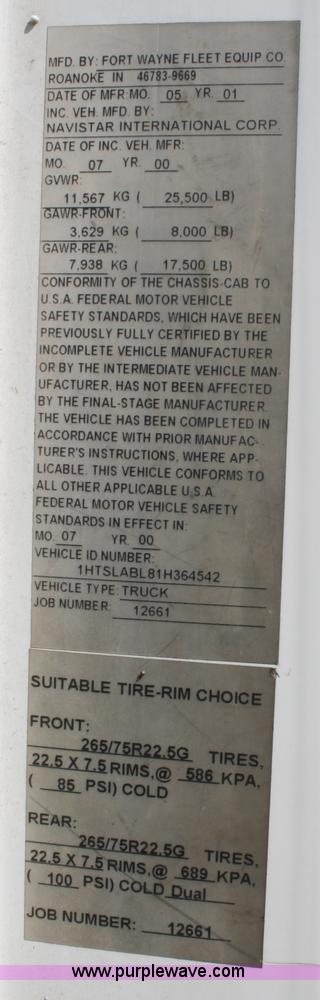 MFD. BY: FORT WAYNE FLEET EQUIP CO.
ROANOKE IN 46783-9669
DATE OF MFR: MO. 05 YR. 01
INC. VEH. MFD. BY:
NAVISTAR INTERNATIONAL CORP.
DATE OF INC. VEH. MFR:
MO. 07 YR. 00
GVWR:
11,567 KG ( 25,500 LB)
GAWR-FRONT:
3,629 KG ( 8,000 LB)
GAWR-REAR:
7,938 KG ( 17,500 LB)
CONFORMITY OF THE CHASSIS-CAB TO
U.S.A. FEDERAL MOTOR VEHICLE
SAFETY STANDARDS, WHICH HAVE BEEN
PREVIOUSLY FULLY CERTIFIED BY THE
INCOMPLETE VEHICLE MANUFACTURER
OR BY THE INTERMEDIATE VEHICLE MAN-
UFACTURER, HAS NOT BEEN AFFECTED
BY THE FINAL-STAGE MANUFACTURER.
THE VEHICLE HAS BEEN COMPLETED IN
ACCORDANCE WITH PRIOR MANUFAC-
TURER'S INSTRUCTIONS, WHERE APP-
LICABLE. THIS VEHICLE CONFORMS TO
ALL OTHER APPLICABLE U.S.A.
FEDERAL MOTOR VEHICLE SAFETY
STANDARDS IN EFFECT IN:
MO. 07 YR. 00
VEHICLE ID NUMBER:
1HTSLABL81H364542
VEHICLE TYPE: TRUCK
JOB NUMBER: 12661
SUITABLE TIRE-RIM CHOICE
FRONT:
265/75R22.5G TIRES,
22.5 X 7.5 RIMS,@ 586 KPA,
( 85 PSI) COLD
REAR:
265/75R22.5G TIRES,
22.5 X 7.5 RIMS,@ 689 KPA,
( 100 PSI) COLD Dual
JOB NUMBER: 12661
www.purplewave.com